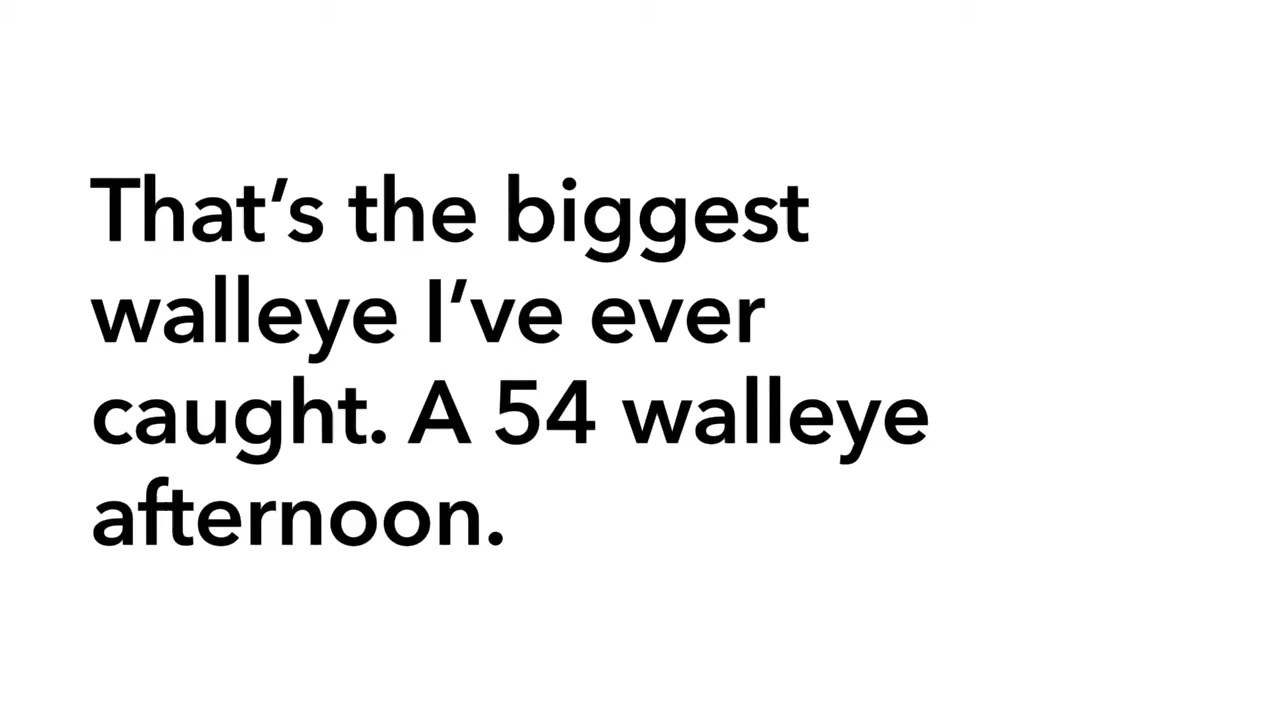 That’s the biggest
walleye I’ve ever
caught. A 54 walleye
afternoon.